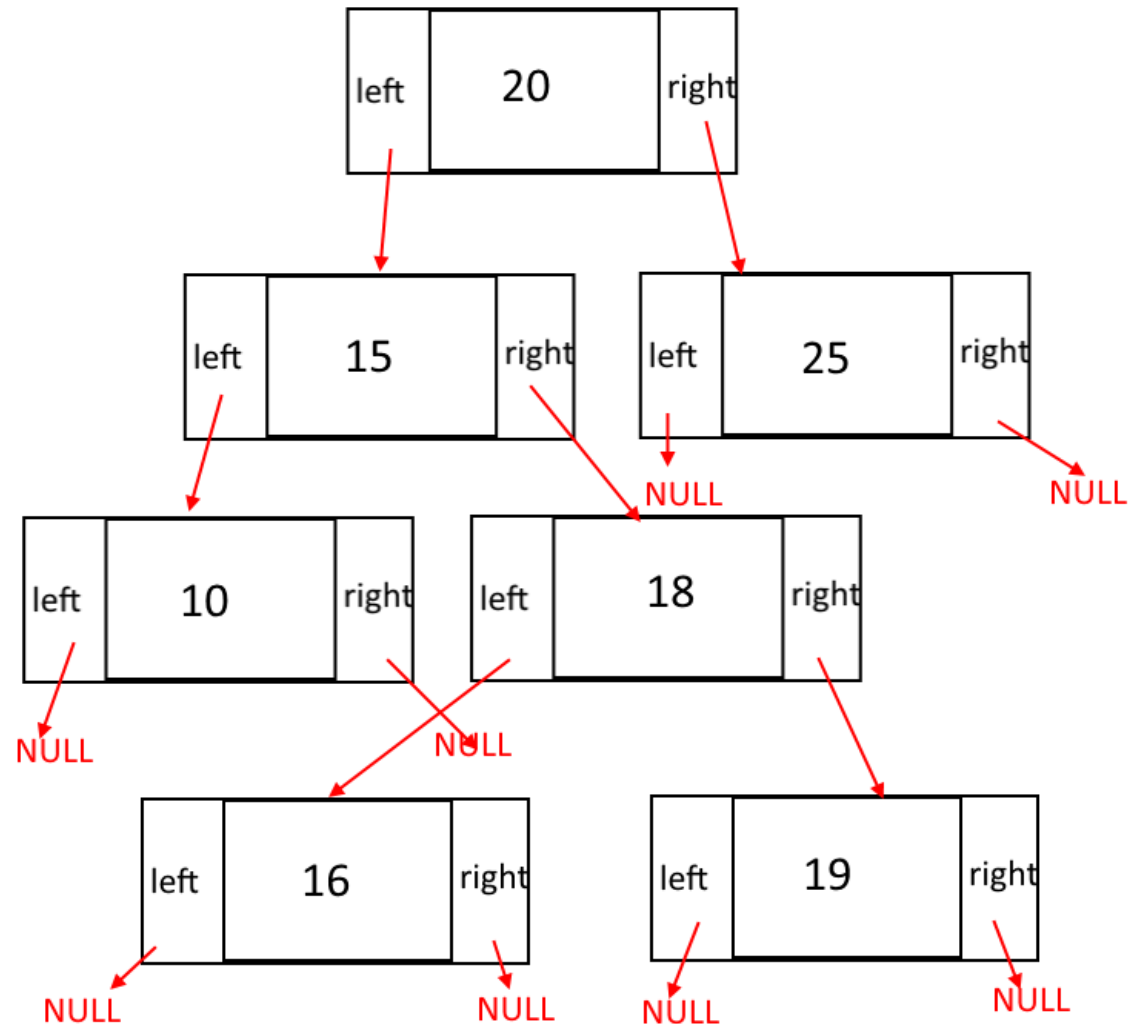 left 20 right
left 15 right left 25 right
NULL NULL
left 10 right left 18 right
NULL NULL
left 16 right left 19 right
NULL NULL NULL NULL